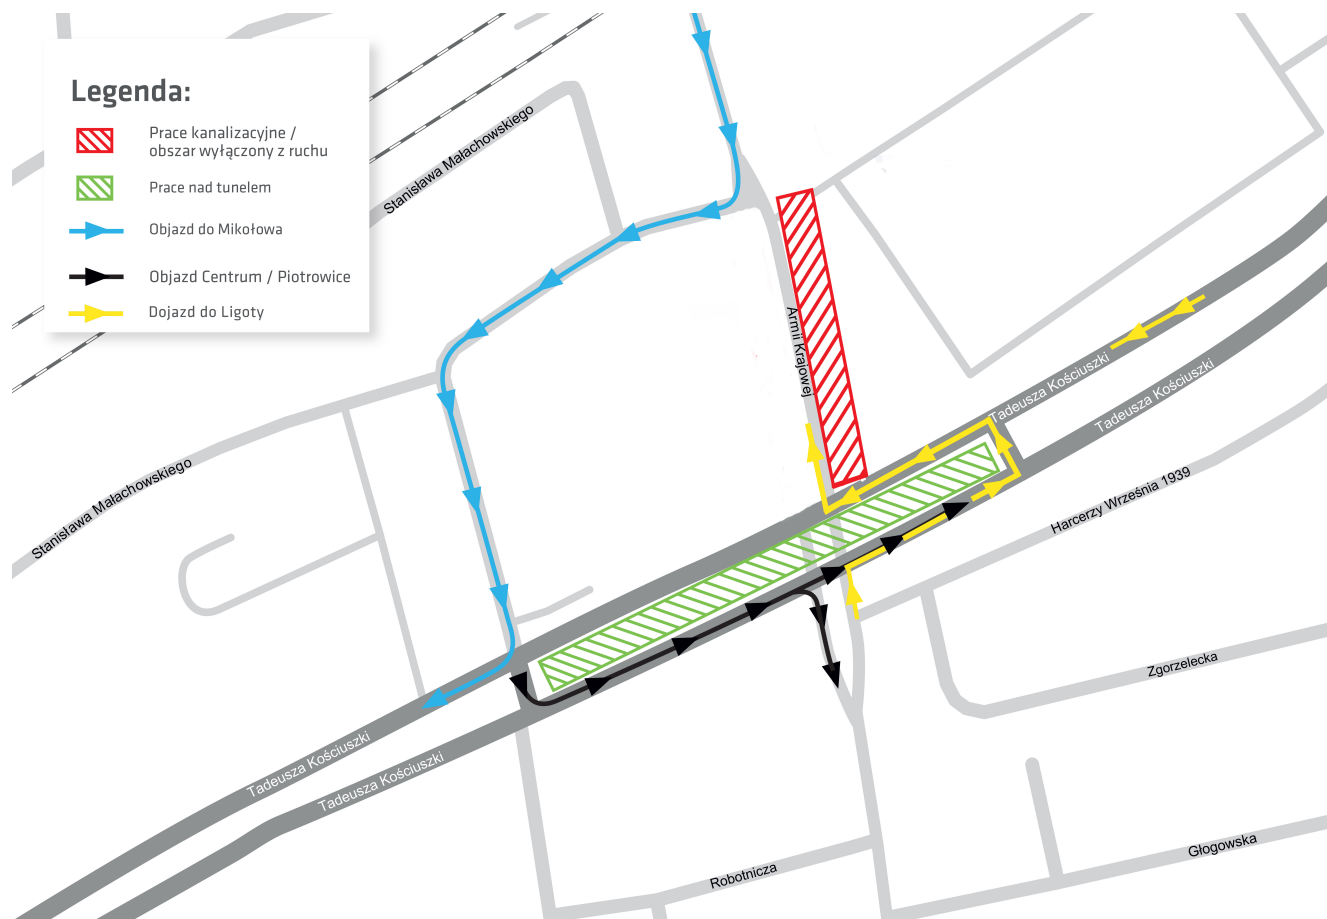 Legenda:
Prace kanalizacyjne /
obszar wyłączony z ruchu
Prace nad tunelem
Objazd do Mikołowa
Objazd Centrum / Piotrowice
Dojazd do Ligoty
Stanisława Małachowskiego
Armii Krajowej
Tadeusza Kościuszki
Tadeusza Kościuszki
Stanisława Małachowskiego
Harcerzy Września 1939
Zgorzelecka
Tadeusza Kościuszki
Tadeusza Kościuszki
Głogowska
Robotnicza